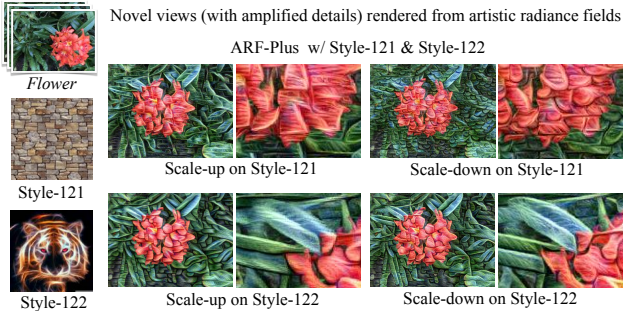 Novel views (with amplified details) rendered from artistic radiance fields
ARF-Plus w/ Style-121 & Style-122
Flower
Style-121
Style-122
Scale-up on Style-121
Scale-down on Style-121
Scale-up on Style-122
Scale-down on Style-122